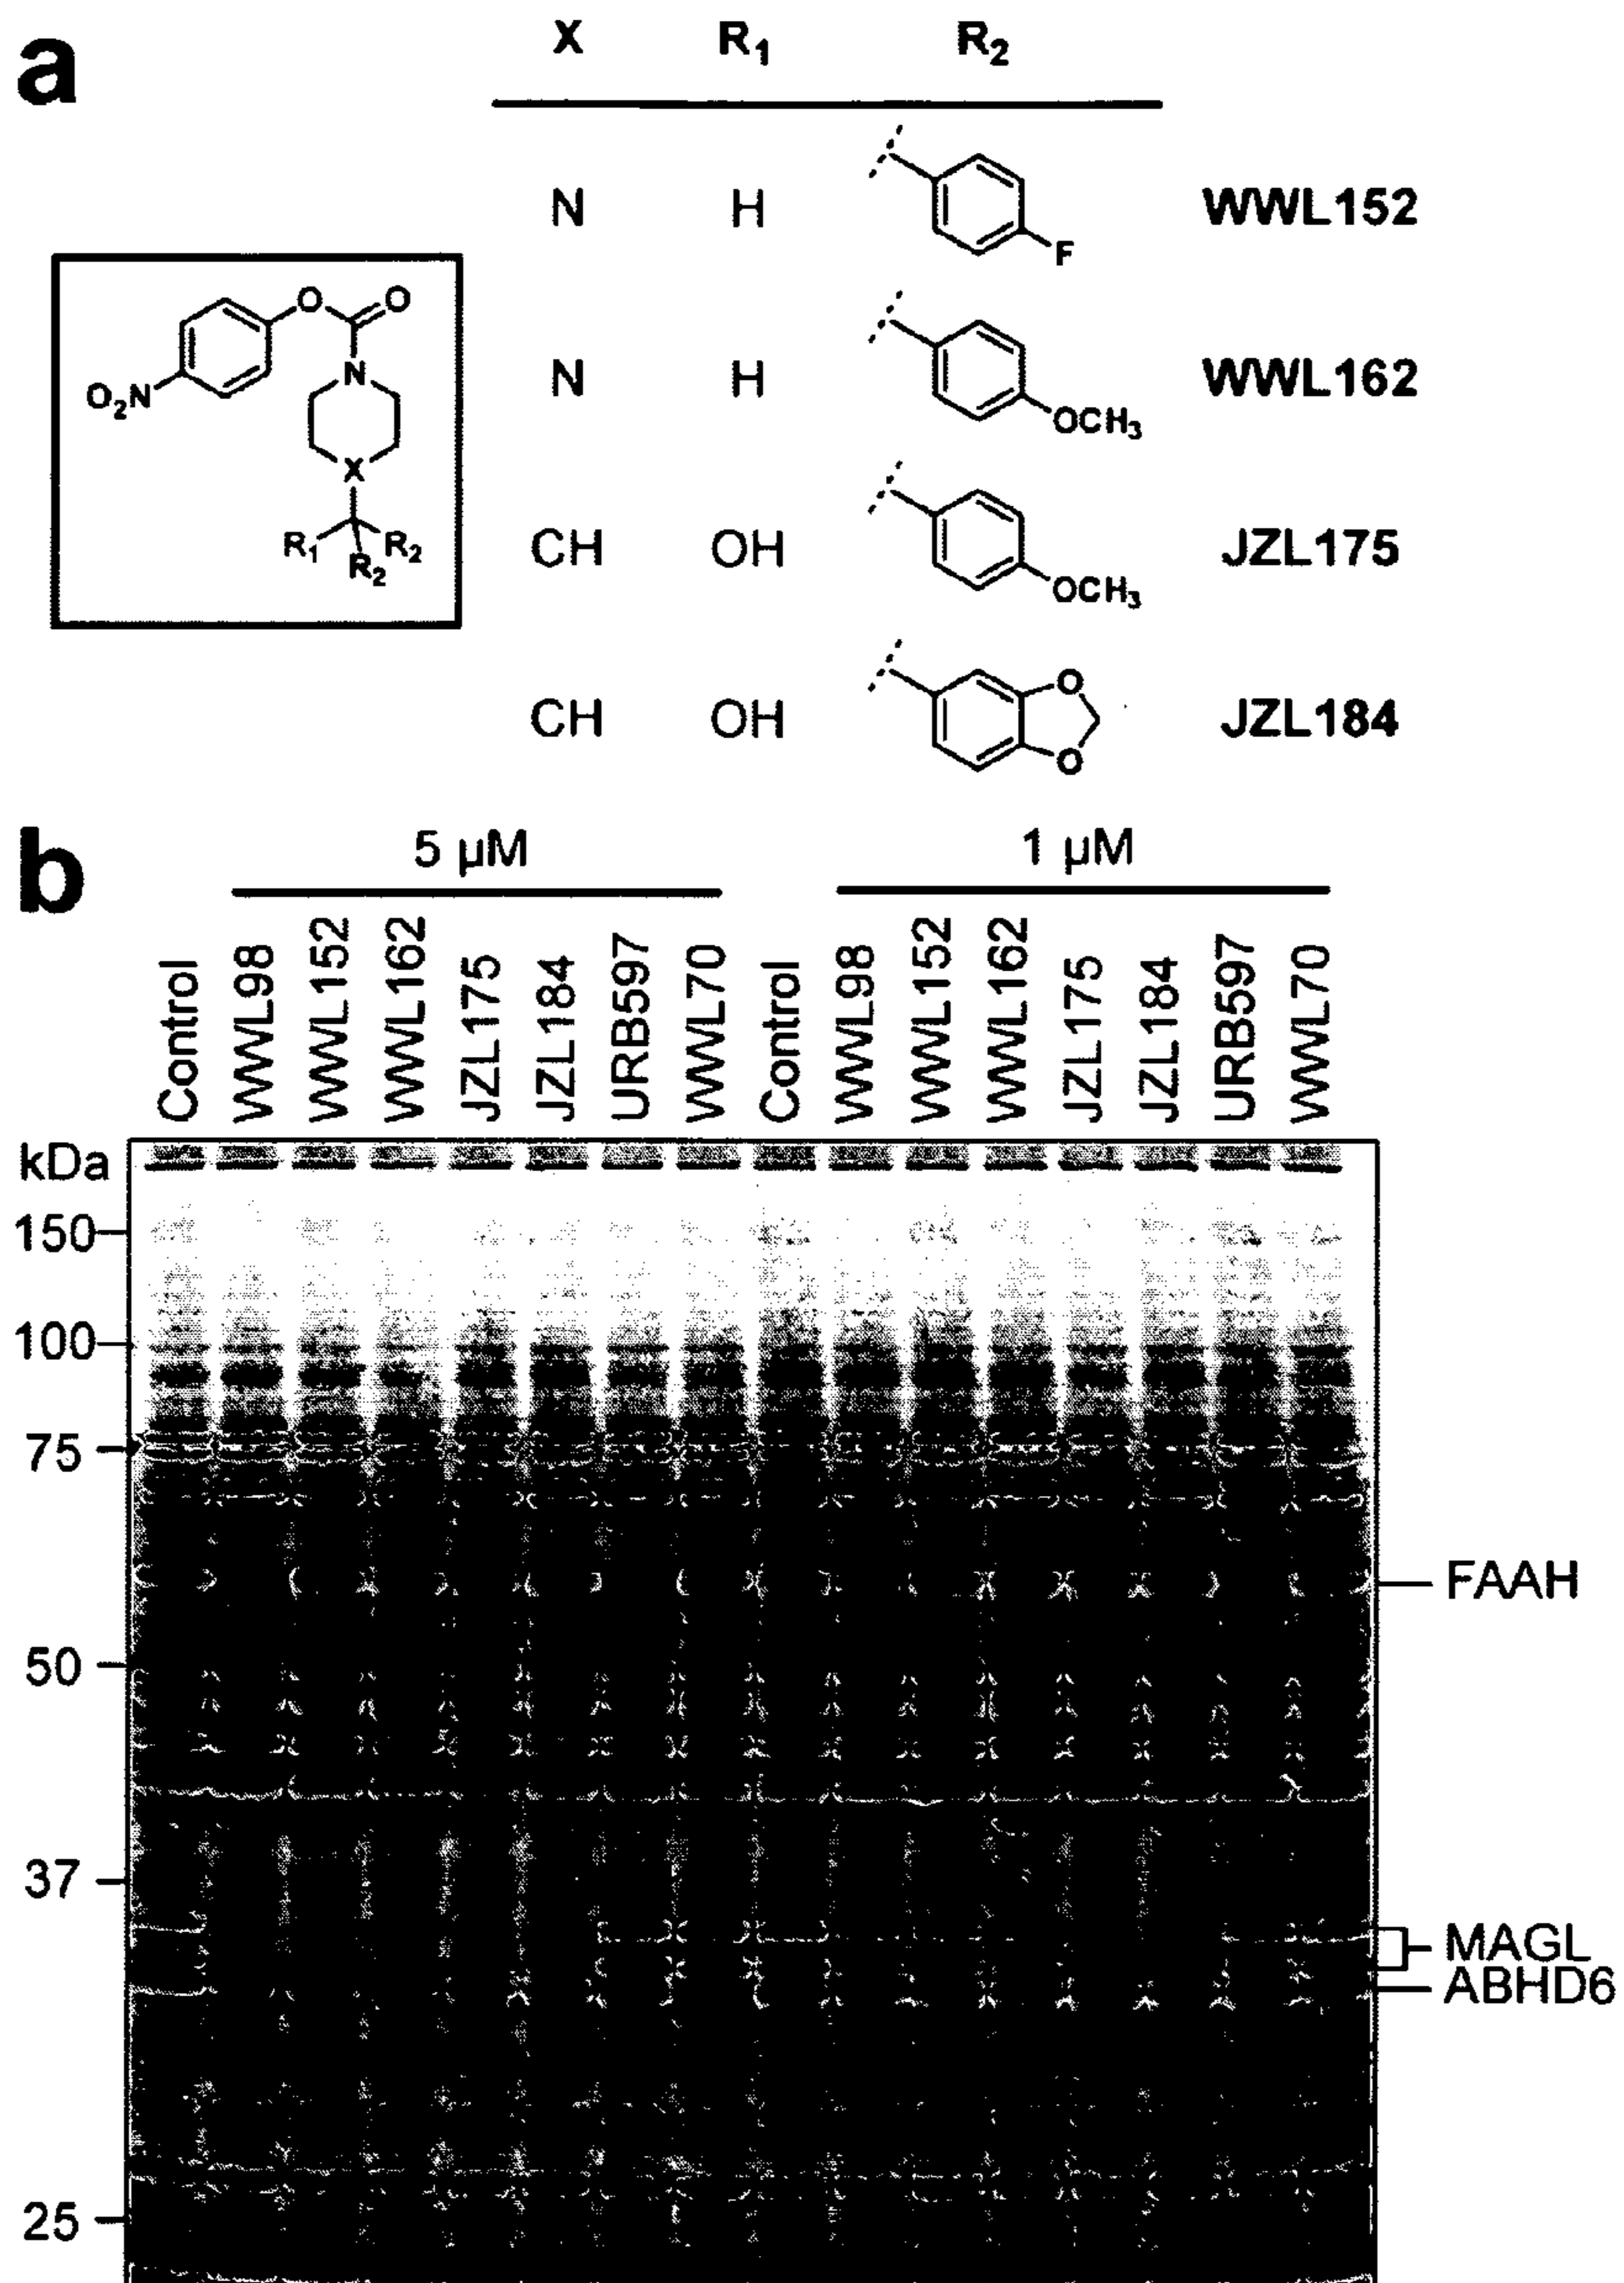 a
X R₁ R₂
N H F WWL152
O O
N
O₂N
X
R₁ R₂
R₂
N H OCH₃ WWL162
CH OH OCH₃ JZL175
CH OH O O JZL184
b
5 µM 1 µM
Control WWL98 WWL152 WWL162 JZL175 JZL184 URB597 WWL70 Control WWL98 WWL152 WWL162 JZL175 JZL184 URB597 WWL70
kDa
150
100
75
FAAH
50
37
MAGL
ABHD6
25